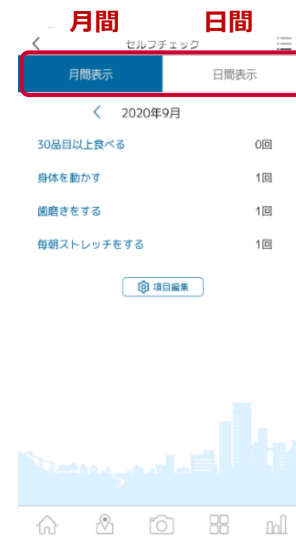 月間 日間
セルフチェック
月間表示 日間表示
2020年9月
30品目以上食べる 0回
身体を動かす 1回
歯磨きをする 1回
毎朝ストレッチをする 1回
項目編集